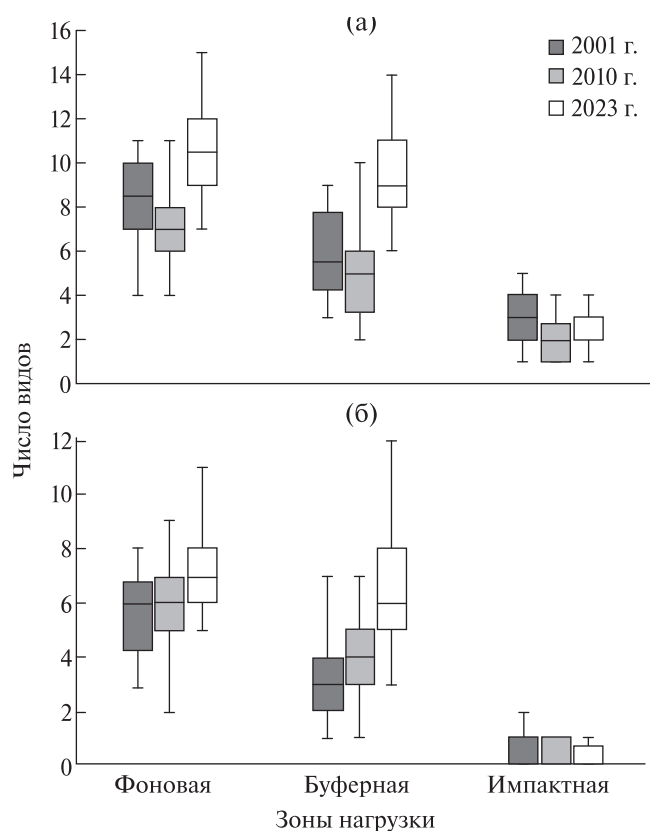 (а)
16
14
12
10
8
6
4
2
0
2001 г.
2010 г.
2023 г.
Число видов
(б)
12
10
8
6
4
2
0
Фоновая Буферная Импактная
Зоны нагрузки